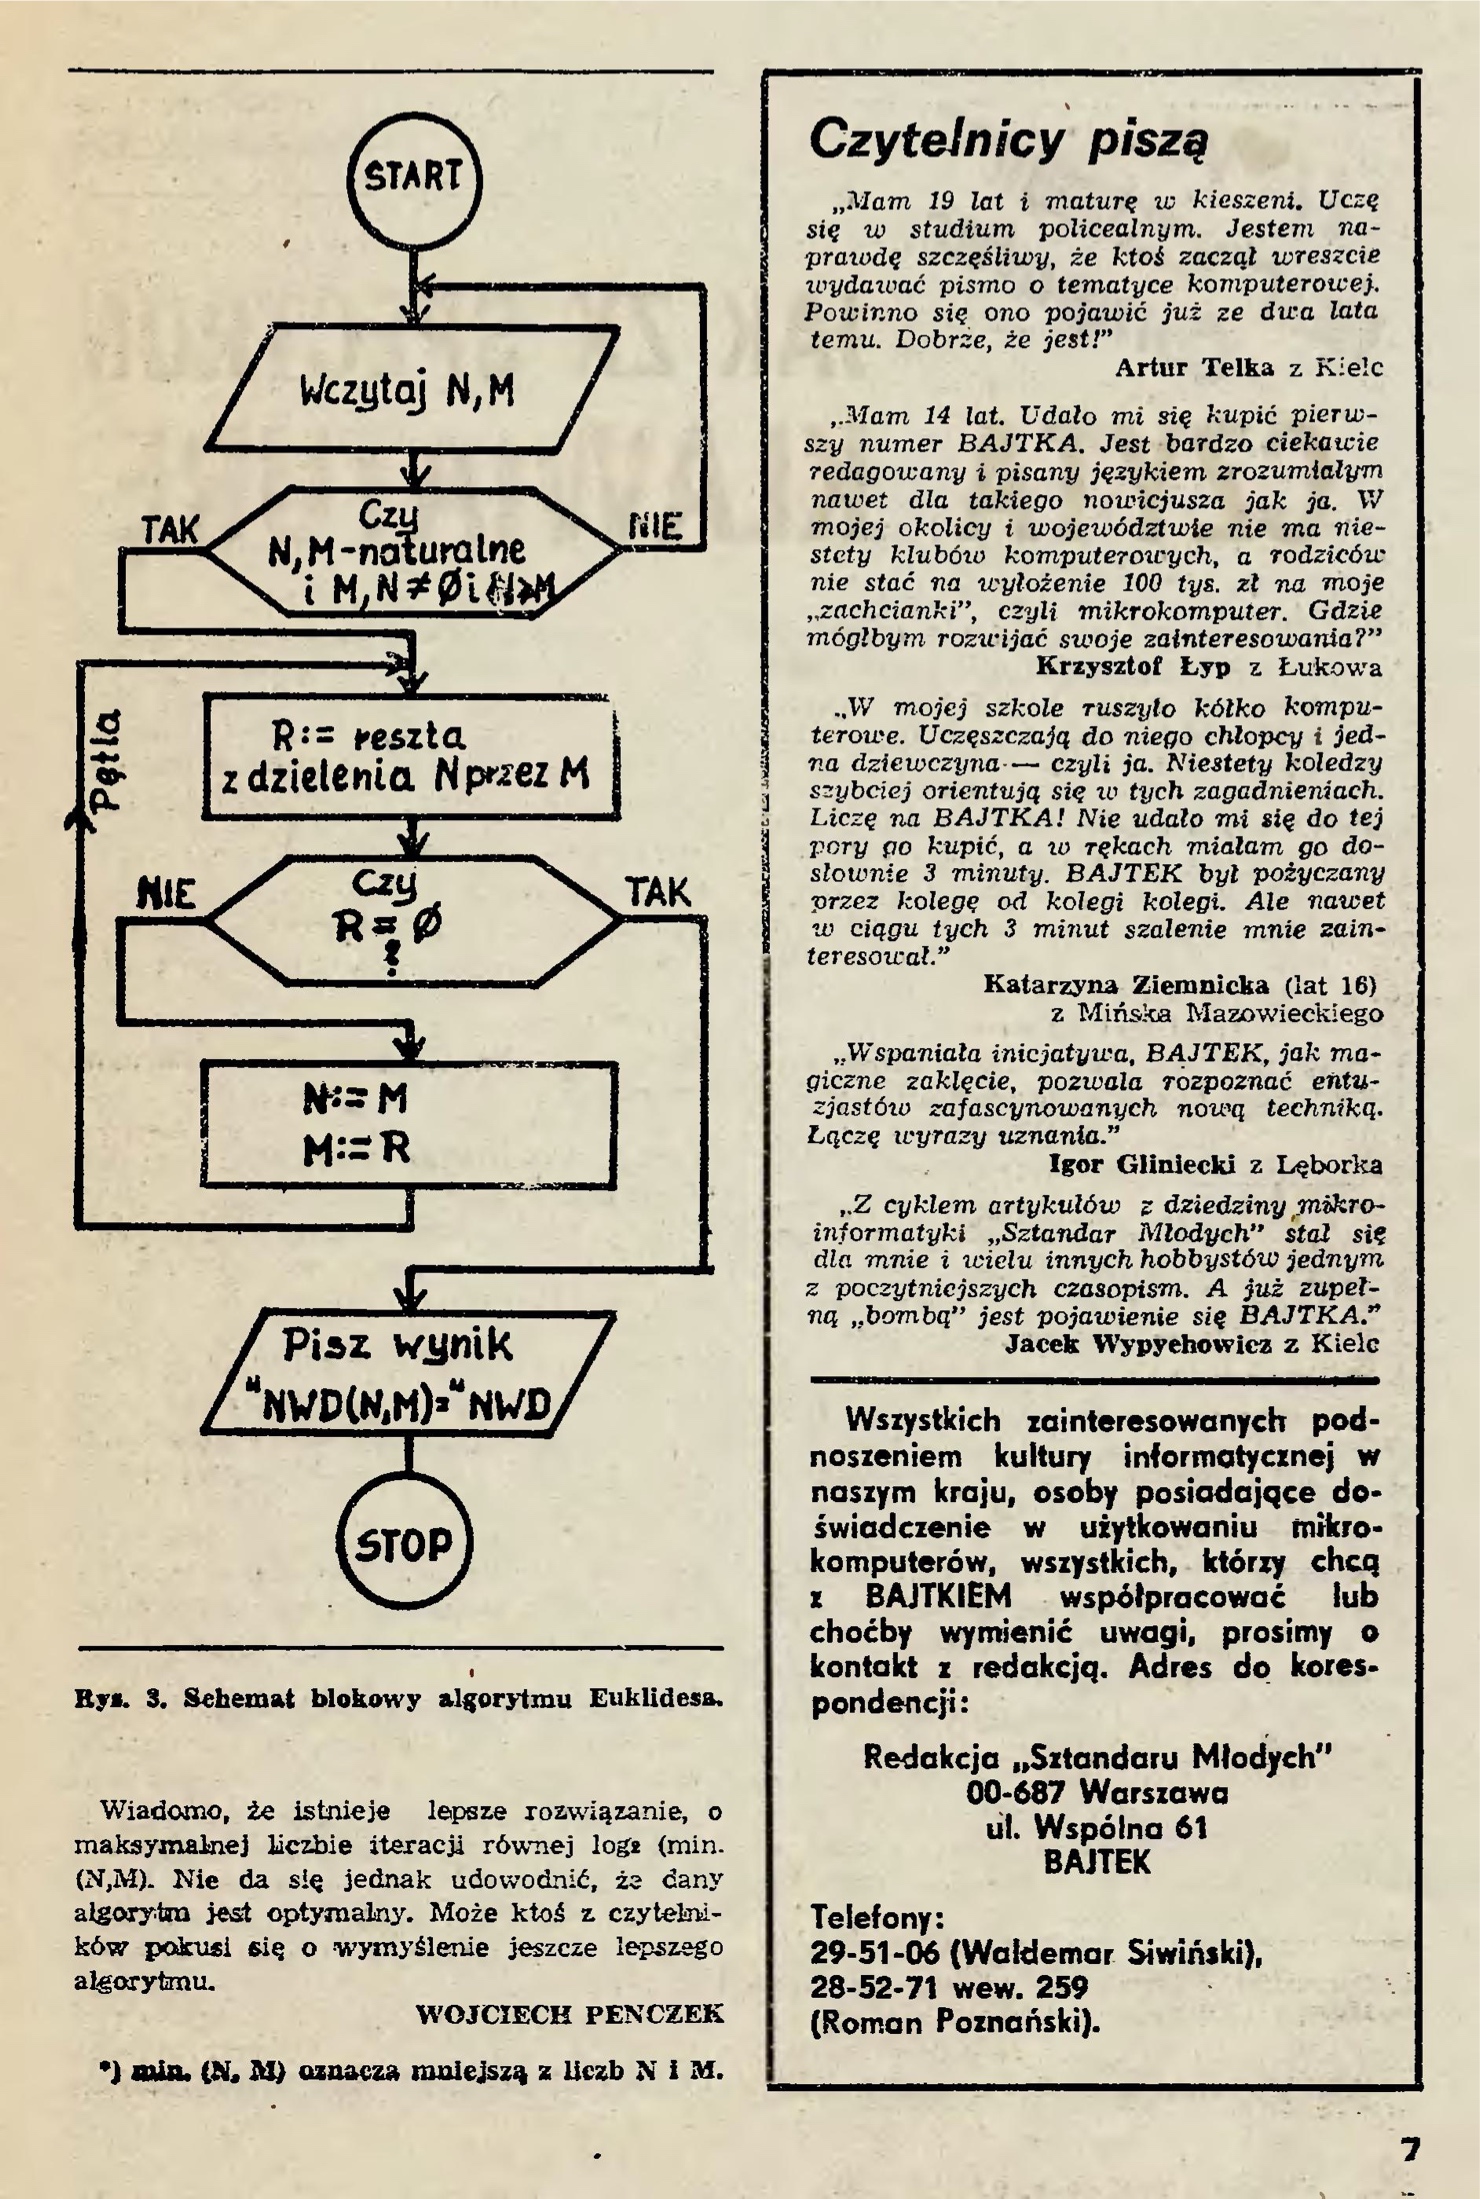 START
Wczytaj N,M
TAK
Czy
NIE
N,M-naturalne
i M,N≠Øi N>M
Pętla
R:= reszta
z dzielenia N przez M
NIE
Czy
TAK
R=Ø
?
N:=M
M:=R
Pisz wynik
"NWD(N,M)="NWD
STOP
Rys. 3. Schemat blokowy algorytmu Euklidesa.
Wiadomo, że istnieje lepsze rozwiązanie, o
maksymalnej liczbie iteracji równej log₂ (min.
(N,M). Nie da się jednak udowodnić, że dany
algorytm jest optymalny. Może ktoś z czytelni-
ków pokusi się o wymyślenie jeszcze lepszego
algorytmu.
WOJCIECH PENCZEK
*) min. (N, M) oznacza mniejszą z liczb N i M.
Czytelnicy piszą
„Mam 19 lat i maturę w kieszeni. Uczę
się w studium policealnym. Jestem na-
prawdę szczęśliwy, że ktoś zaczął wreszcie
wydawać pismo o tematyce komputerowej.
Powinno się ono pojawić już ze dwa lata
temu. Dobrze, że jest!”
Artur Telka z Kielc
„Mam 14 lat. Udało mi się kupić pierw-
szy numer BAJTKA. Jest bardzo ciekawie
redagowany i pisany językiem zrozumiałym
nawet dla takiego nowicjusza jak ja. W
mojej okolicy i województwie nie ma nie-
stety klubów komputerowych, a rodziców
nie stać na wyłożenie 100 tys. zł na moje
„zachcianki”, czyli mikrokomputer. Gdzie
mógłbym rozwijać swoje zainteresowania?”
Krzysztof Łyp z Łukowa
„W mojej szkole ruszyło kółko kompu-
terowe. Uczęszczają do niego chłopcy i jed-
na dziewczyna — czyli ja. Niestety koledzy
szybciej orientują się w tych zagadnieniach.
Liczę na BAJTKA! Nie udało mi się do tej
pory go kupić, a w rękach miałam go do-
słownie 3 minuty. BAJTEK był pożyczany
przez kolegę od kolegi kolegi. Ale nawet
w ciągu tych 3 minut szalenie mnie zain-
teresował.”
Katarzyna Ziemnicka (lat 16)
z Mińska Mazowieckiego
„Wspaniała inicjatywa, BAJTEK, jak ma-
giczne zaklęcie, pozwala rozpoznać entu-
zjastów zafascynowanych nową techniką.
Łączę wyrazy uznania.”
Igor Gliniecki z Lęborka
„Z cyklem artykułów z dziedziny mikro-
informatyki „Sztandar Młodych” stał się
dla mnie i wielu innych hobbystów jednym
z poczytniejszych czasopism. A już zupeł-
ną „bombą” jest pojawienie się BAJTKA.”
Jacek Wypyehowicz z Kielc
Wszystkich zainteresowanych pod-
noszeniem kultury informatycznej w
naszym kraju, osoby posiadające do-
świadczenie w użytkowaniu mikro-
komputerów, wszystkich, którzy chcą
z BAJTKIEM współpracować lub
choćby wymienić uwagi, prosimy o
kontakt z redakcją. Adres do kores-
pondencji:
Redakcja „Sztandaru Młodych”
00-687 Warszawa
ul. Wspólna 61
BAJTEK
Telefony:
29-51-06 (Waldemar Siwiński),
28-52-71 wew. 259
(Roman Poznański).
7